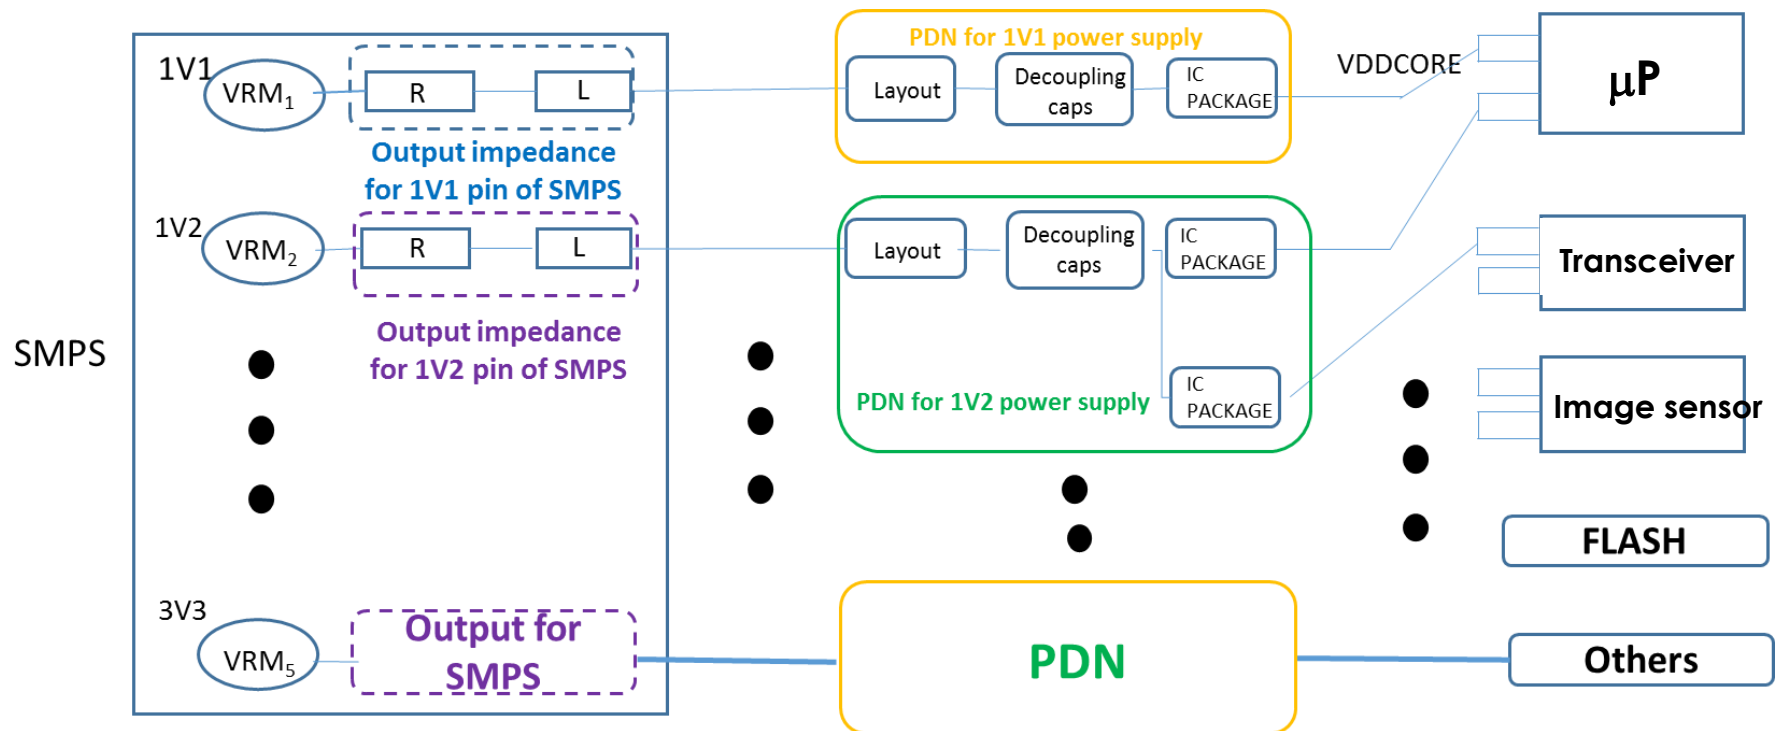 SMPS
1V1
VRM1
R
L
Output impedance
for 1V1 pin of SMPS
1V2
VRM2
R
L
Output impedance
for 1V2 pin of SMPS
3V3
VRM5
Output for
SMPS
PDN for 1V1 power supply
Layout
Decoupling
caps
IC
PACKAGE
VDDCORE
Layout
Decoupling
caps
IC
PACKAGE
IC
PACKAGE
PDN for 1V2 power supply
PDN
μP
Transceiver
Image sensor
FLASH
Others